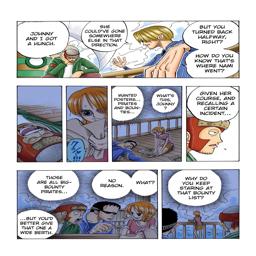 JOHNNY
AND I GOT
A HUNCH.
SHE
COULD'VE GONE
SOMEWHERE
ELSE IN THAT
DIRECTION.
BUT YOU
TURNED BACK
HALFWAY,
RIGHT?
HOW DO YOU
KNOW THAT'S
WHERE NAMI
WENT?
WANTED
POSTERS...
PIRATES
AND
BOUN-
TIES...
WHAT'S
THIS,
JOHNNY
?
GIVEN HER
COURSE, AND
RECALLING A
CERTAIN
INCIDENT...
THOSE
ARE ALL BIG-
BOUNTY
PIRATES...
...BUT YOU'D
BETTER GIVE
THAT ONE A
WIDE BERTH.
NO
REASON.
WHAT?
WHY DO
YOU KEEP
STARING AT
THAT BOUNTY
LIST?